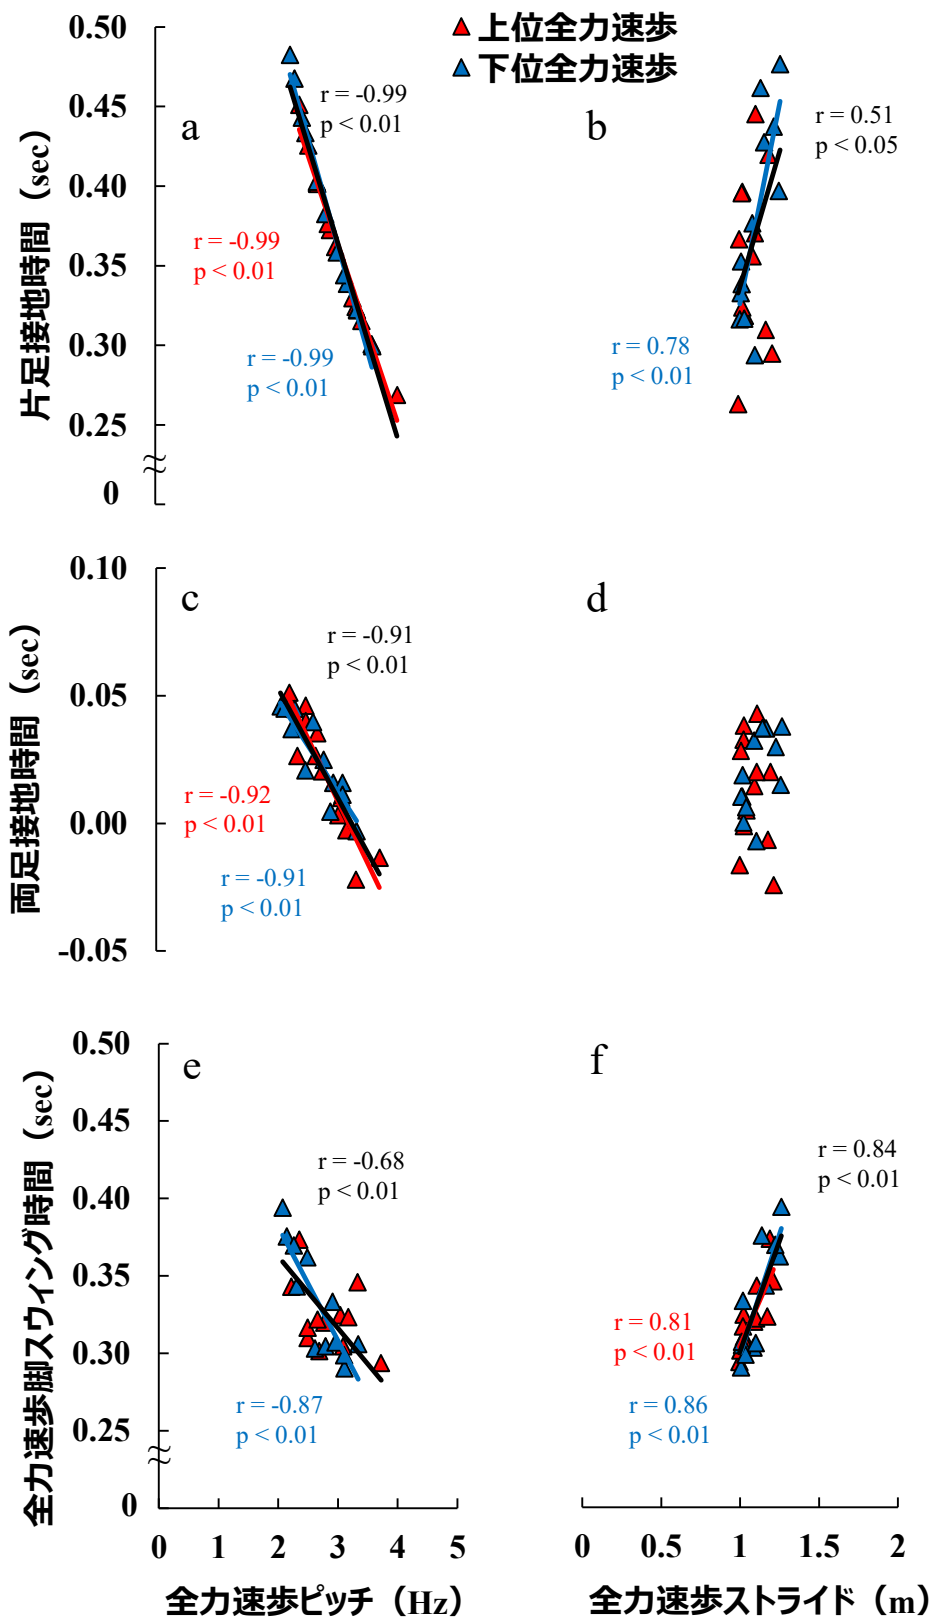 上位全力速歩
下位全力速歩
片足接地時間（sec）
0.50
0.45
0.40
0.35
0.30
0.25
0
a
r = -0.99
p < 0.01
r = -0.99
p < 0.01
r = -0.99
p < 0.01
b
r = 0.51
p < 0.05
r = 0.78
p < 0.01
両足接地時間（sec）
0.10
0.05
0.00
-0.05
c
r = -0.91
p < 0.01
r = -0.92
p < 0.01
r = -0.91
p < 0.01
d
全力速歩脚スウィング時間（sec）
0.50
0.45
0.40
0.35
0.30
0.25
0
e
r = -0.68
p < 0.01
r = -0.87
p < 0.01
f
r = 0.84
p < 0.01
r = 0.81
p < 0.01
r = 0.86
p < 0.01
0 1 2 3 4 5
全力速歩ピッチ（Hz）
0 0.5 1 1.5 2
全力速歩ストライド（m）